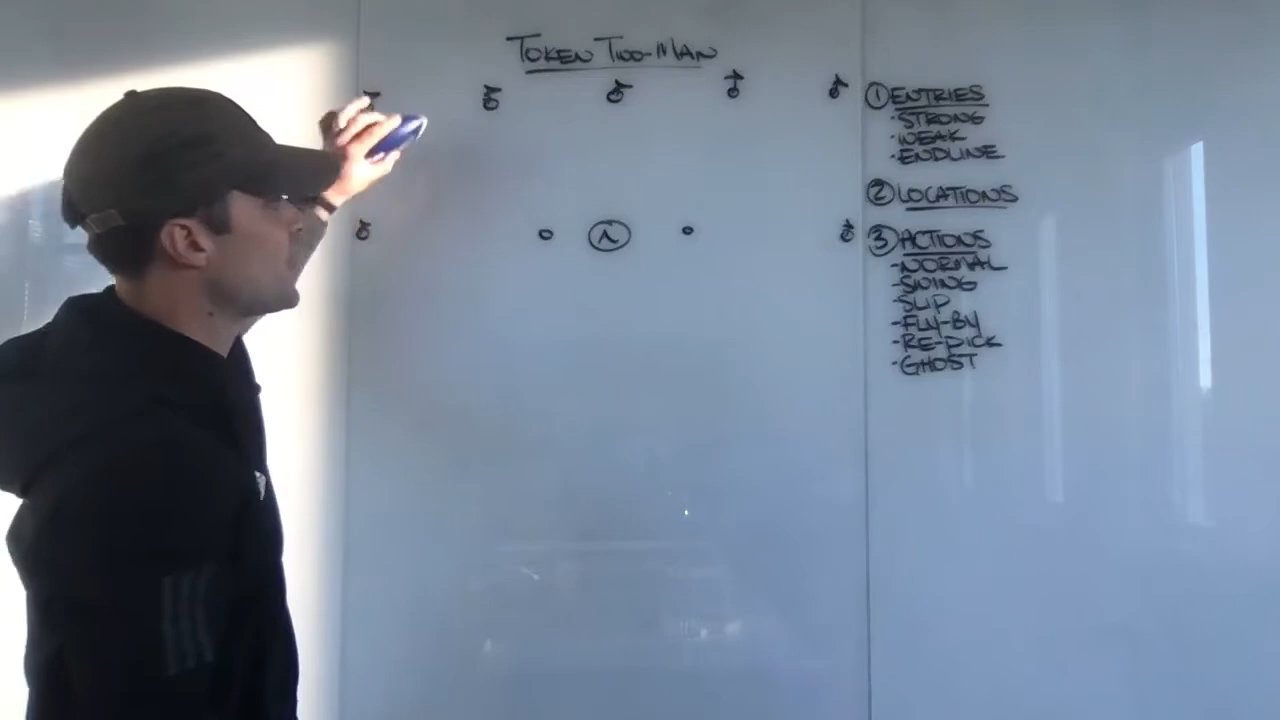 TOKEN TWO-MAN
① ENTRIES
·STRONG
·WEAK
·ENDLINE
② LOCATIONS
③ ACTIONS
-NORMAL
-SWING
-SLIP
-FLY-BY
-RE-PICK
-GHOST